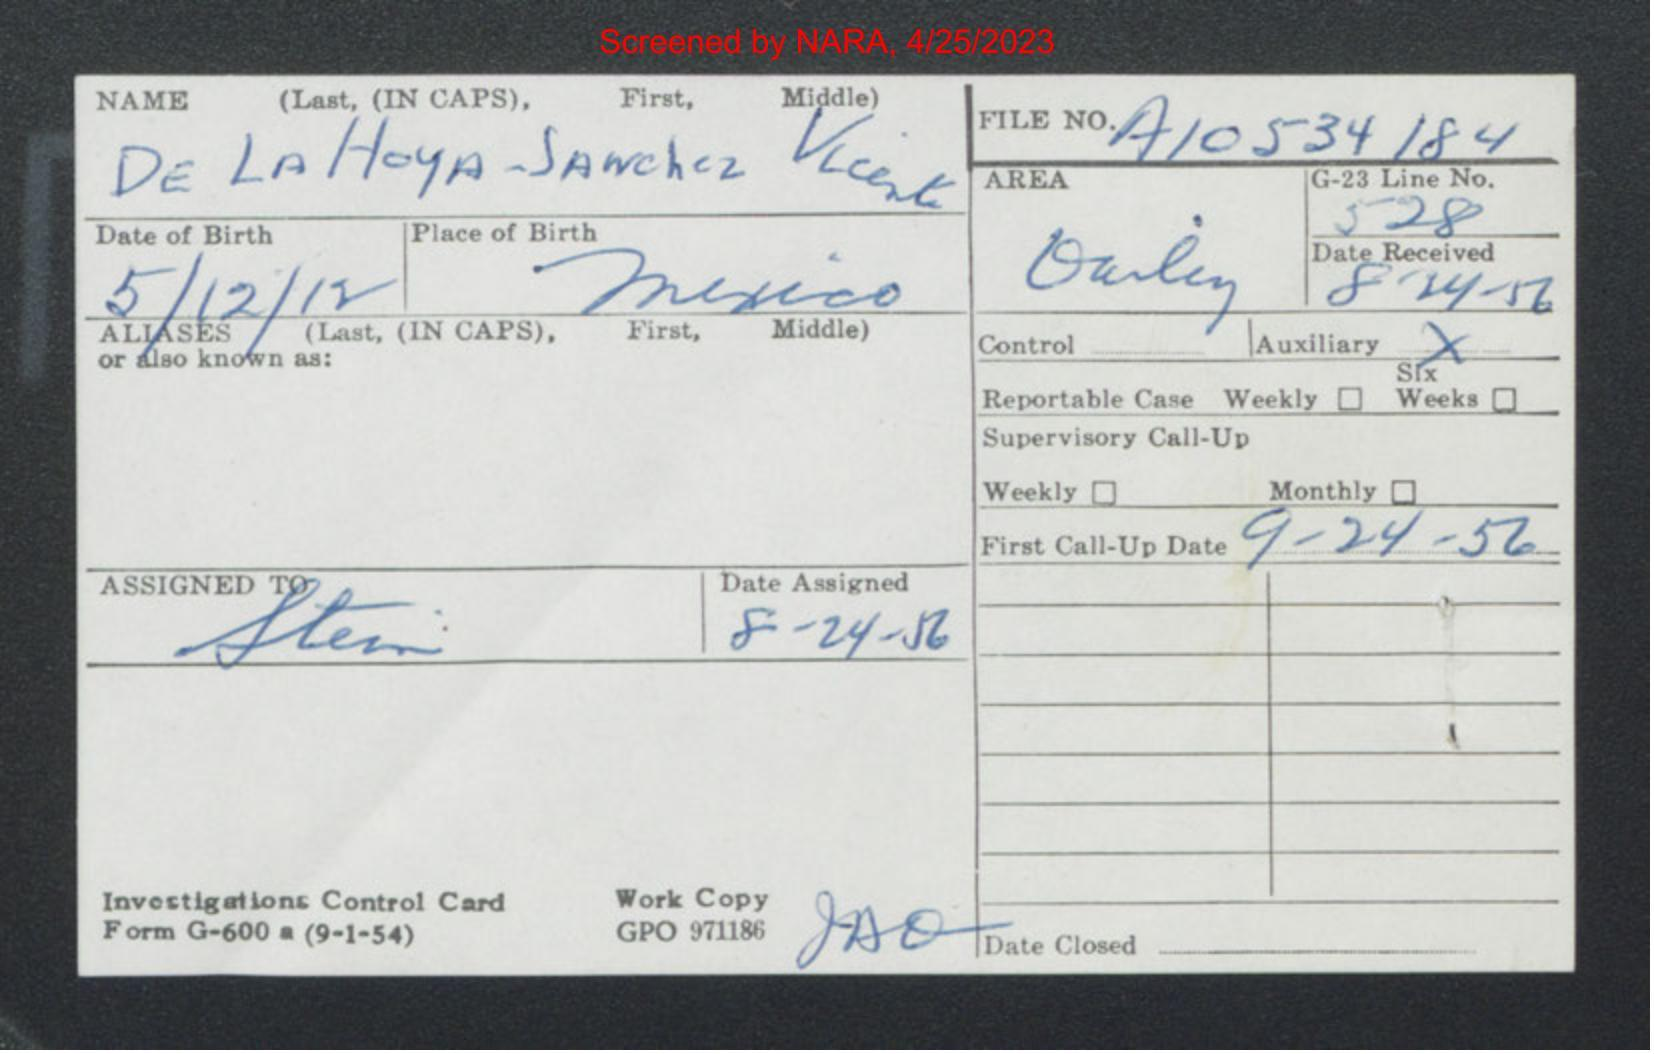 Screened by NARA, 4/25/2023
NAME (Last, (IN CAPS), First, Middle)
DE LA HOYA-SANchez Vicente
Date of Birth Place of Birth
5/12/12 Mexico
ALIASES (Last, (IN CAPS), First, Middle)
or also known as:
ASSIGNED TO Date Assigned
8-24-56
Investigations Control Card
Form G-600 a (9-1-54)
Work Copy
GPO 971186
JAO
FILE NO. A10534184
AREA
G-23 Line No.
528
Date Received
8-24-56
Control Auxiliary X
Reportable Case Weekly Six Weeks
Supervisory Call-Up
Weekly Monthly
First Call-Up Date 9-24-56
Date Closed